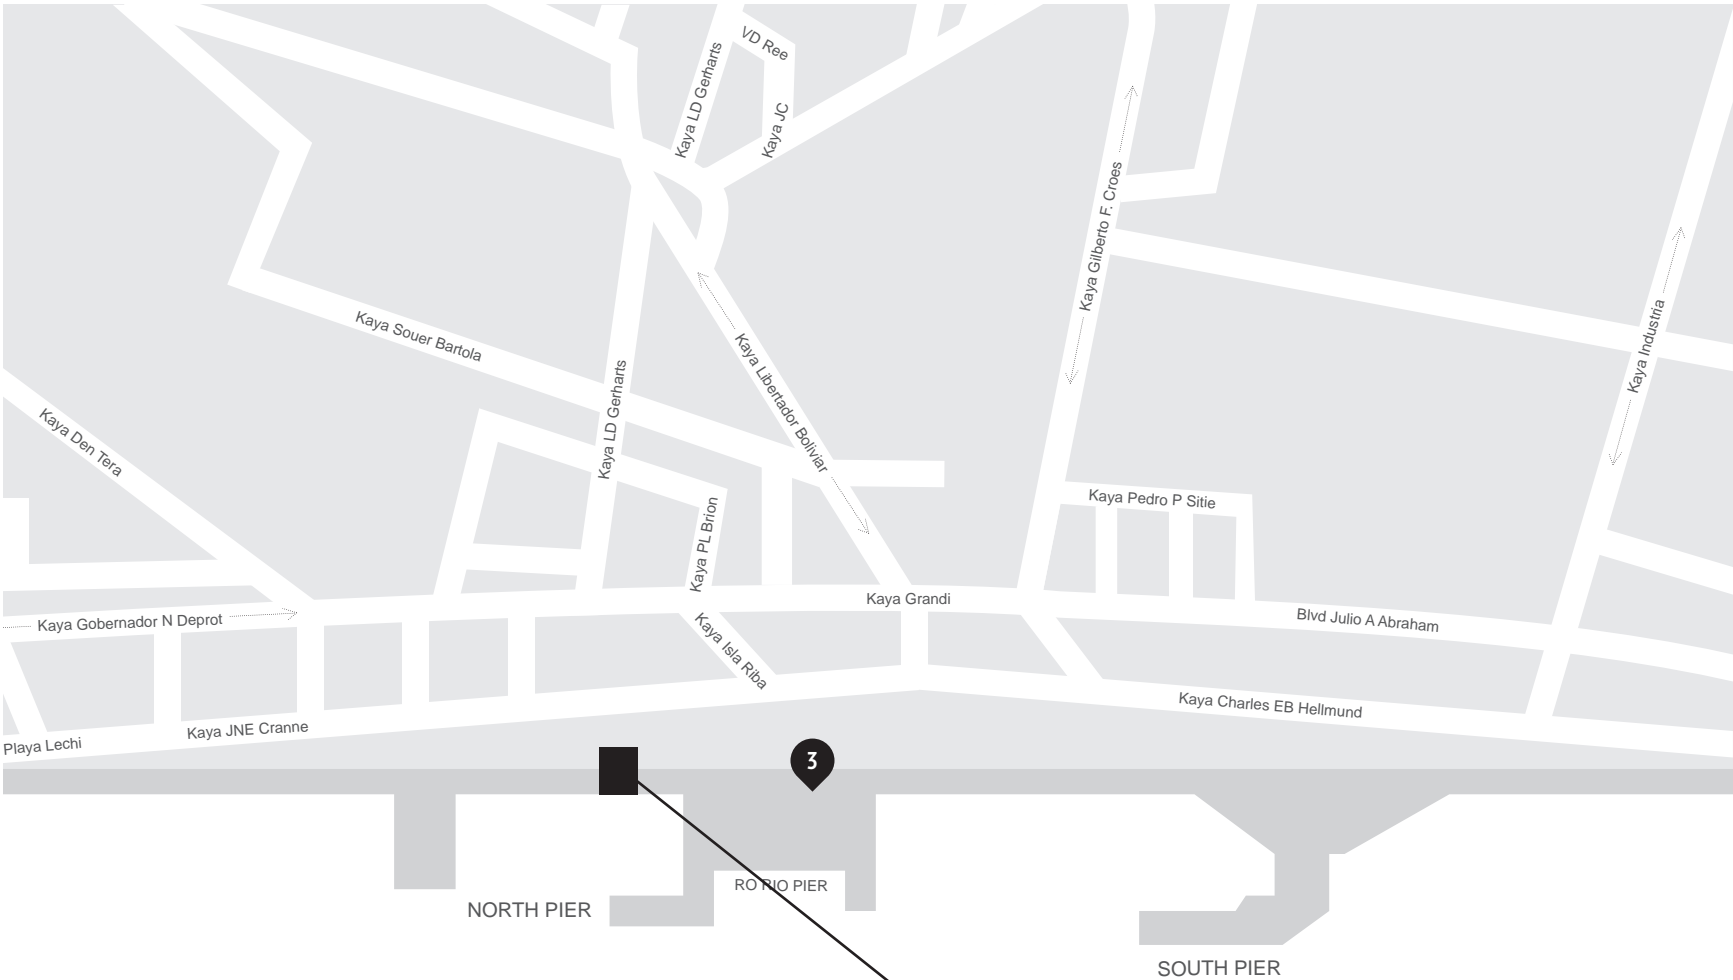 VD Ree
Kaya LD Gerharts
Kaya JC
Kaya Gilberto F. Croes
Kaya Industria
Kaya Souer Bartola
Kaya Libertador Boliviar
Kaya LD Gerharts
Kaya Den Tera
Kaya PL Brion
Kaya Pedro P Sitie
Kaya Grandi
Kaya Gobernador N Deprot
Blvd Julio A Abraham
Kaya Isla Riba
Kaya Charles EB Hellmund
Kaya JNE Cranne
Playa Lechi
3
RO RIO PIER
NORTH PIER
SOUTH PIER